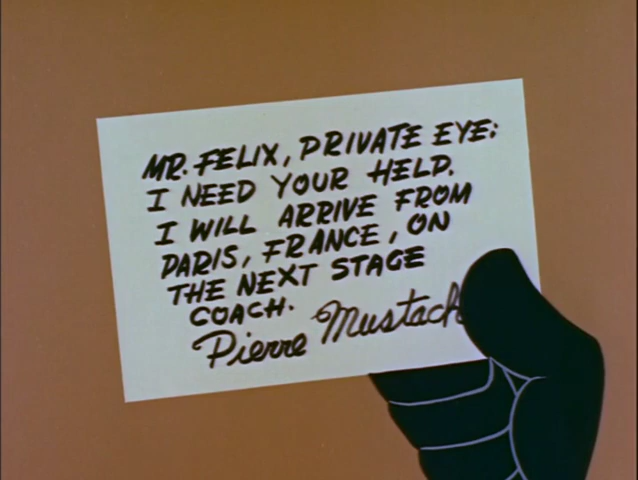 MR. FELIX, PRIVATE EYE:
I NEED YOUR HELP.
I WILL ARRIVE FROM
PARIS, FRANCE, ON
THE NEXT STAGE
COACH.
Pierre Mustach